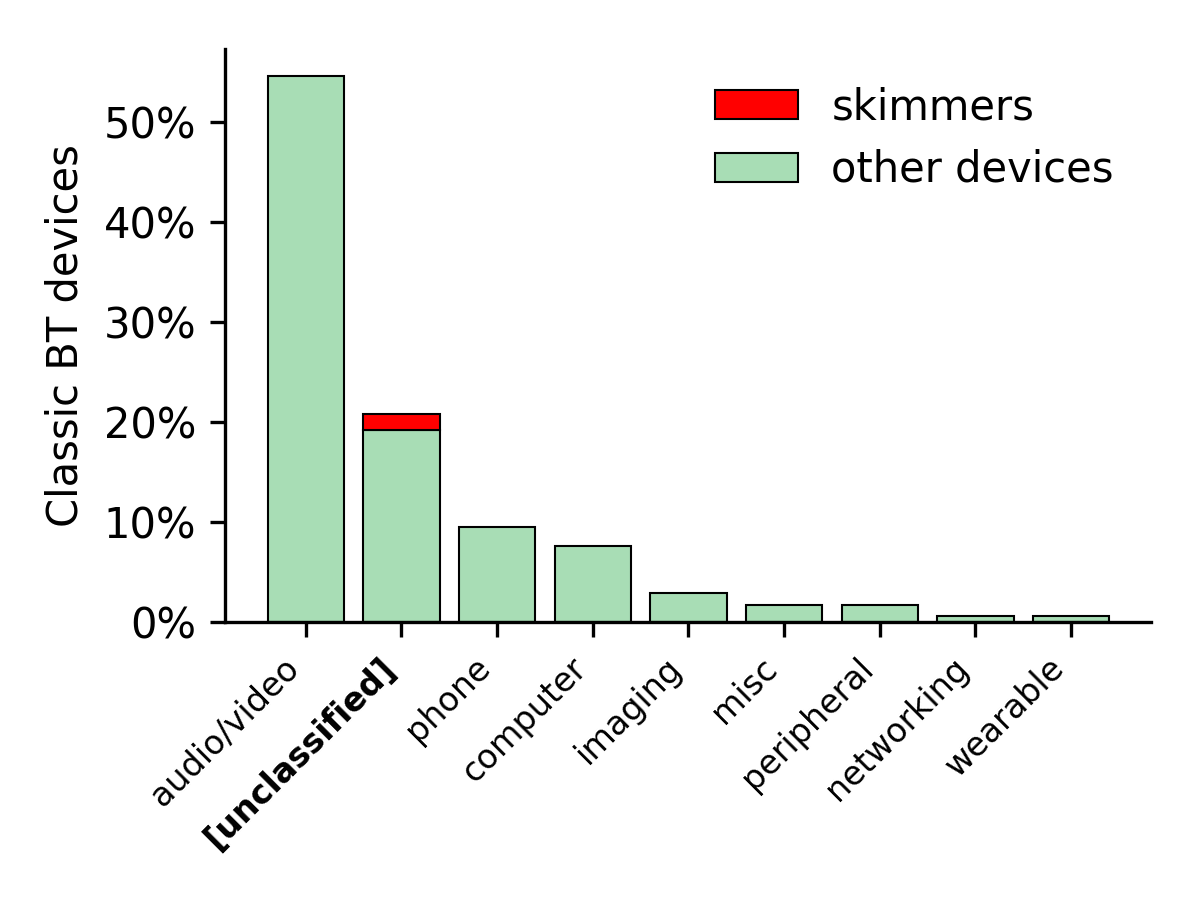 Classic BT devices
50%
40%
30%
20%
10%
0%
skimmers
other devices
audio/video
[unclassified]
phone
computer
imaging
misc
peripheral
networking
wearable